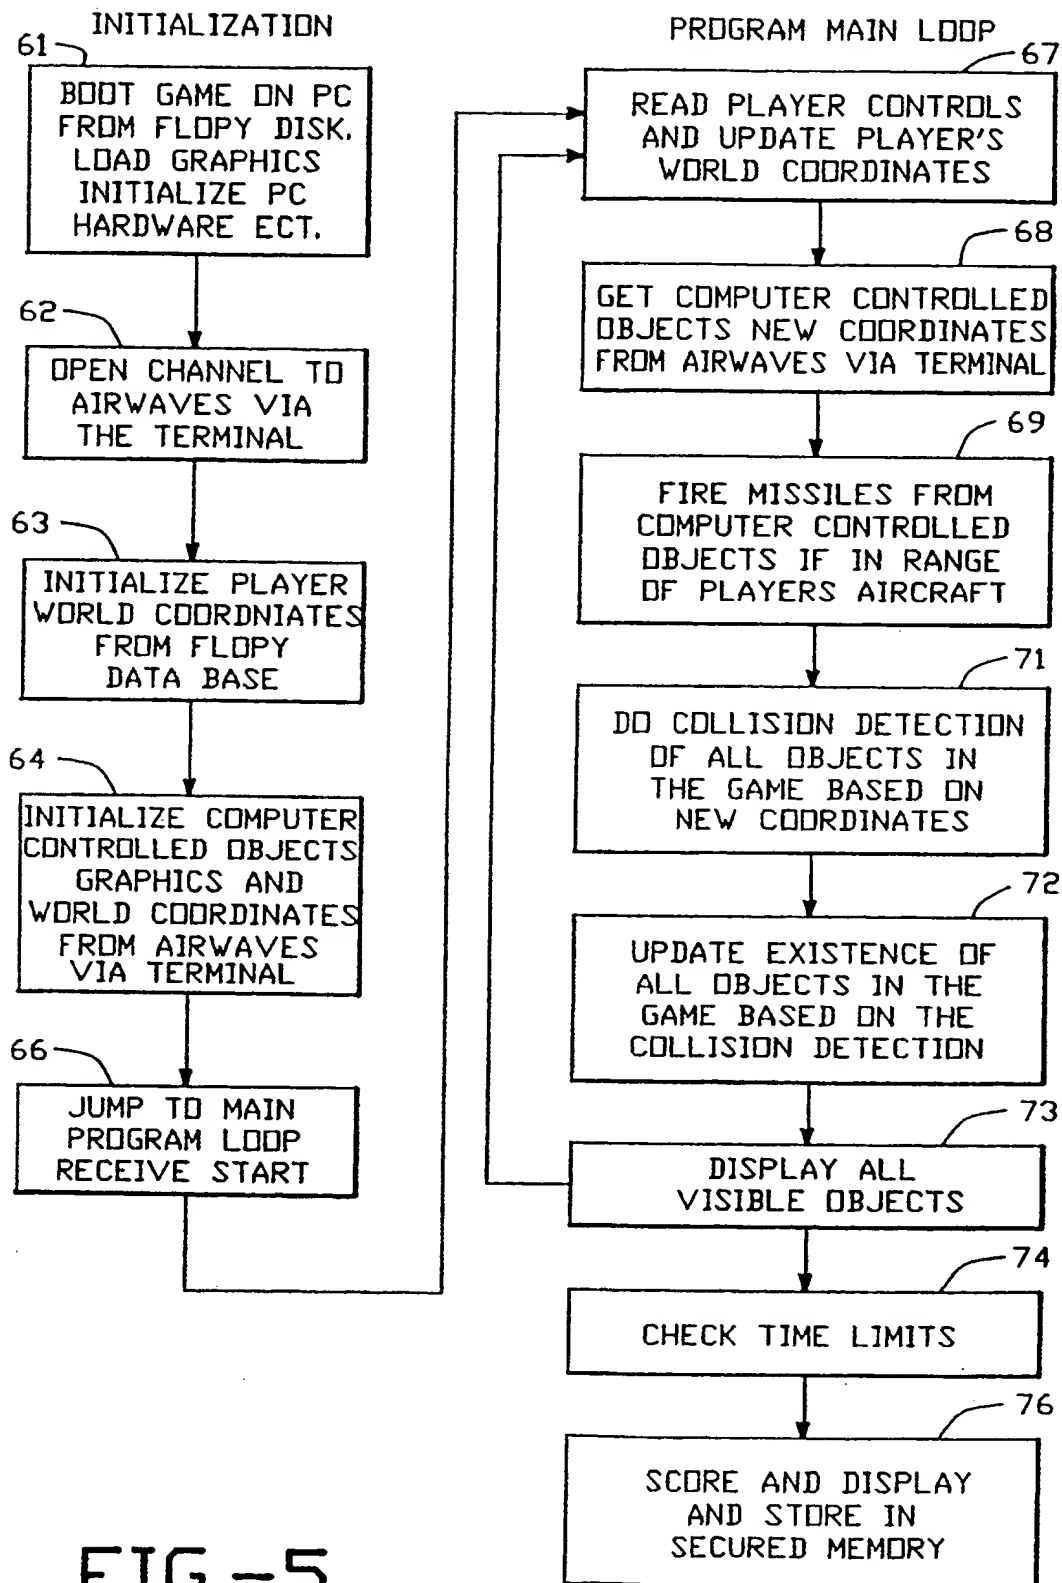 INITIALIZATION
61
BOOT GAME ON PC
FROM FLOPY DISK.
LOAD GRAPHICS
INITIALIZE PC
HARDWARE ECT.
62
OPEN CHANNEL TO
AIRWAVES VIA
THE TERMINAL
63
INITIALIZE PLAYER
WORLD COORDNIATES
FROM FLOPY
DATA BASE
64
INITIALIZE COMPUTER
CONTROLLED OBJECTS
GRAPHICS AND
WORLD COORDINATES
FROM AIRWAVES
VIA TERMINAL
66
JUMP TO MAIN
PROGRAM LOOP
RECEIVE START
PROGRAM MAIN LOOP
67
READ PLAYER CONTROLS
AND UPDATE PLAYER'S
WORLD COORDINATES
68
GET COMPUTER CONTROLLED
OBJECTS NEW COORDINATES
FROM AIRWAVES VIA TERMINAL
69
FIRE MISSILES FROM
COMPUTER CONTROLLED
OBJECTS IF IN RANGE
OF PLAYERS AIRCRAFT
71
DO COLLISION DETECTION
OF ALL OBJECTS IN
THE GAME BASED ON
NEW COORDINATES
72
UPDATE EXISTENCE OF
ALL OBJECTS IN THE
GAME BASED ON THE
COLLISION DETECTION
73
DISPLAY ALL
VISIBLE OBJECTS
74
CHECK TIME LIMITS
76
SCORE AND DISPLAY
AND STORE IN
SECURED MEMORY
FIG.-5